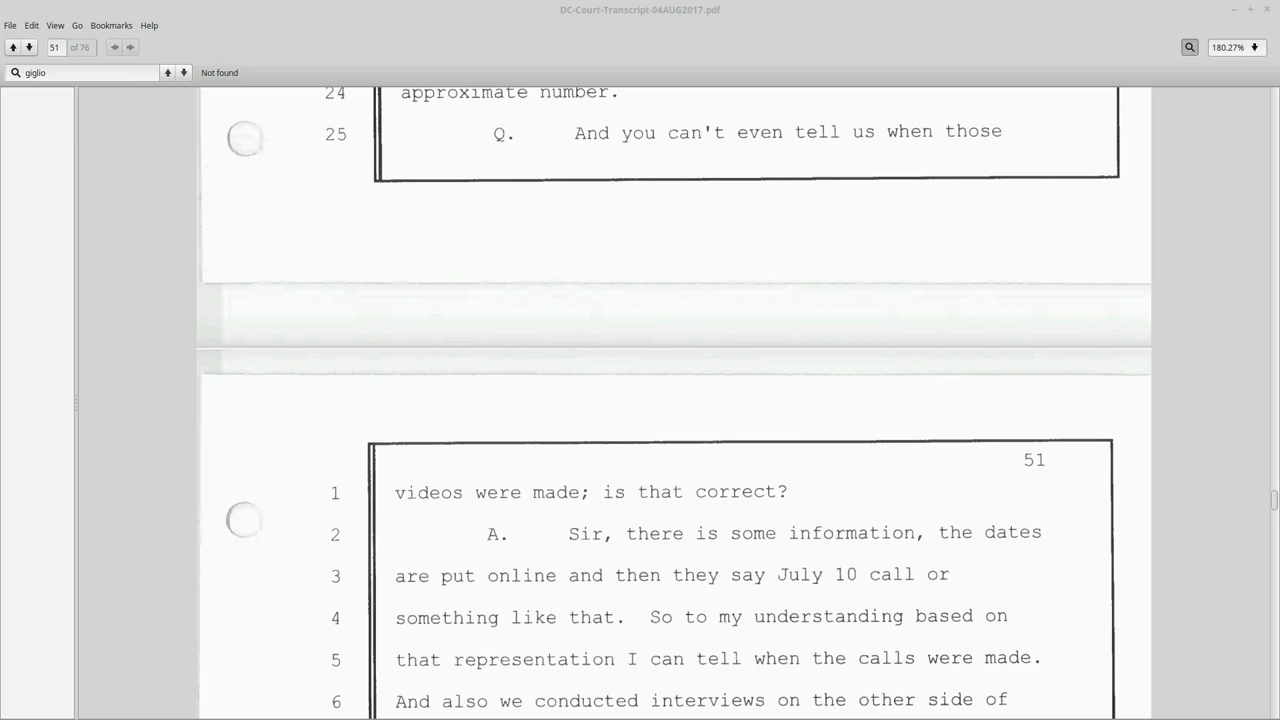 DC-Court-Transcript-04AUG2017.pdf
File Edit View Go Bookmarks Help
51 of 76 180.27%
giglio Not found
24 approximate number.
25 Q. And you can't even tell us when those
51
1 videos were made; is that correct?
2 A. Sir, there is some information, the dates
3 are put online and then they say July 10 call or
4 something like that. So to my understanding based on
5 that representation I can tell when the calls were made.
6 And also we conducted interviews on the other side of